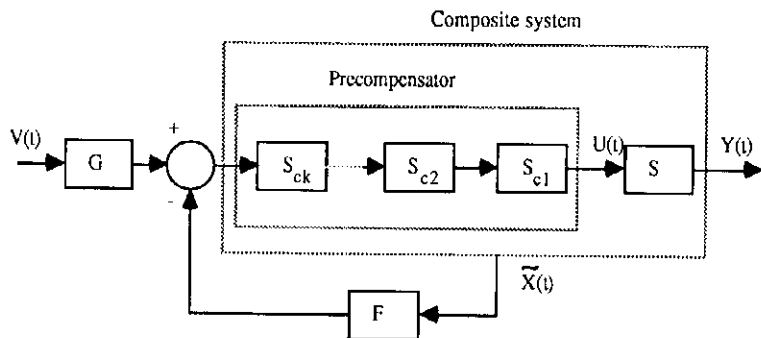 Composite system
Precompensator
V(t)
+
G
S_ck
S_c2
S_c1
U(t)
S
Y(t)
-
X̃(t)
F